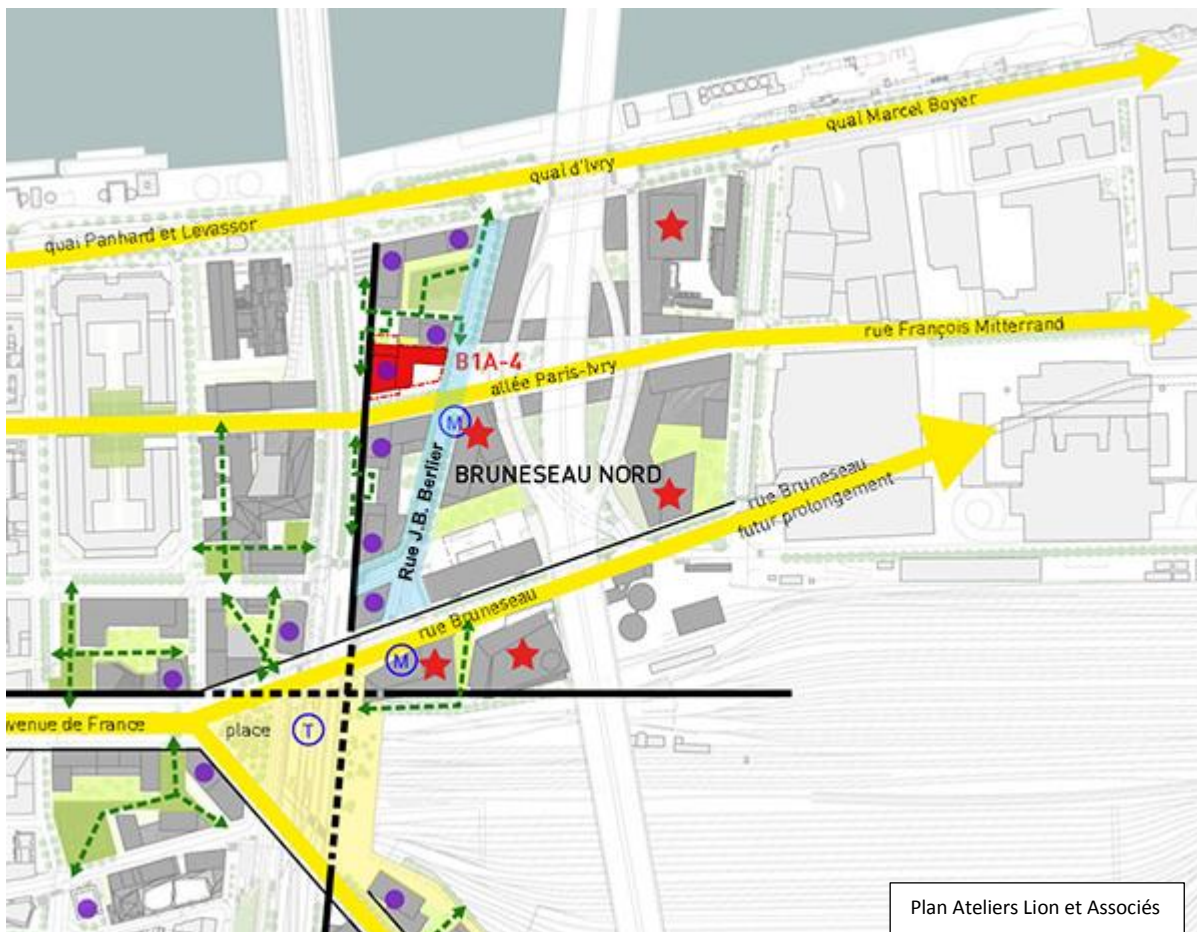 quai Marcel Boyer
quai d'Ivry
quai Panhard et Levassor
rue François Mitterrand
B1A-4
allée Paris-Ivry
M
BRUNESEAU NORD
Rue J.B. Berlier
rue Bruneseau
futur prolongement
rue Bruneseau
M
venue de France
place
T
Plan Ateliers Lion et Associés